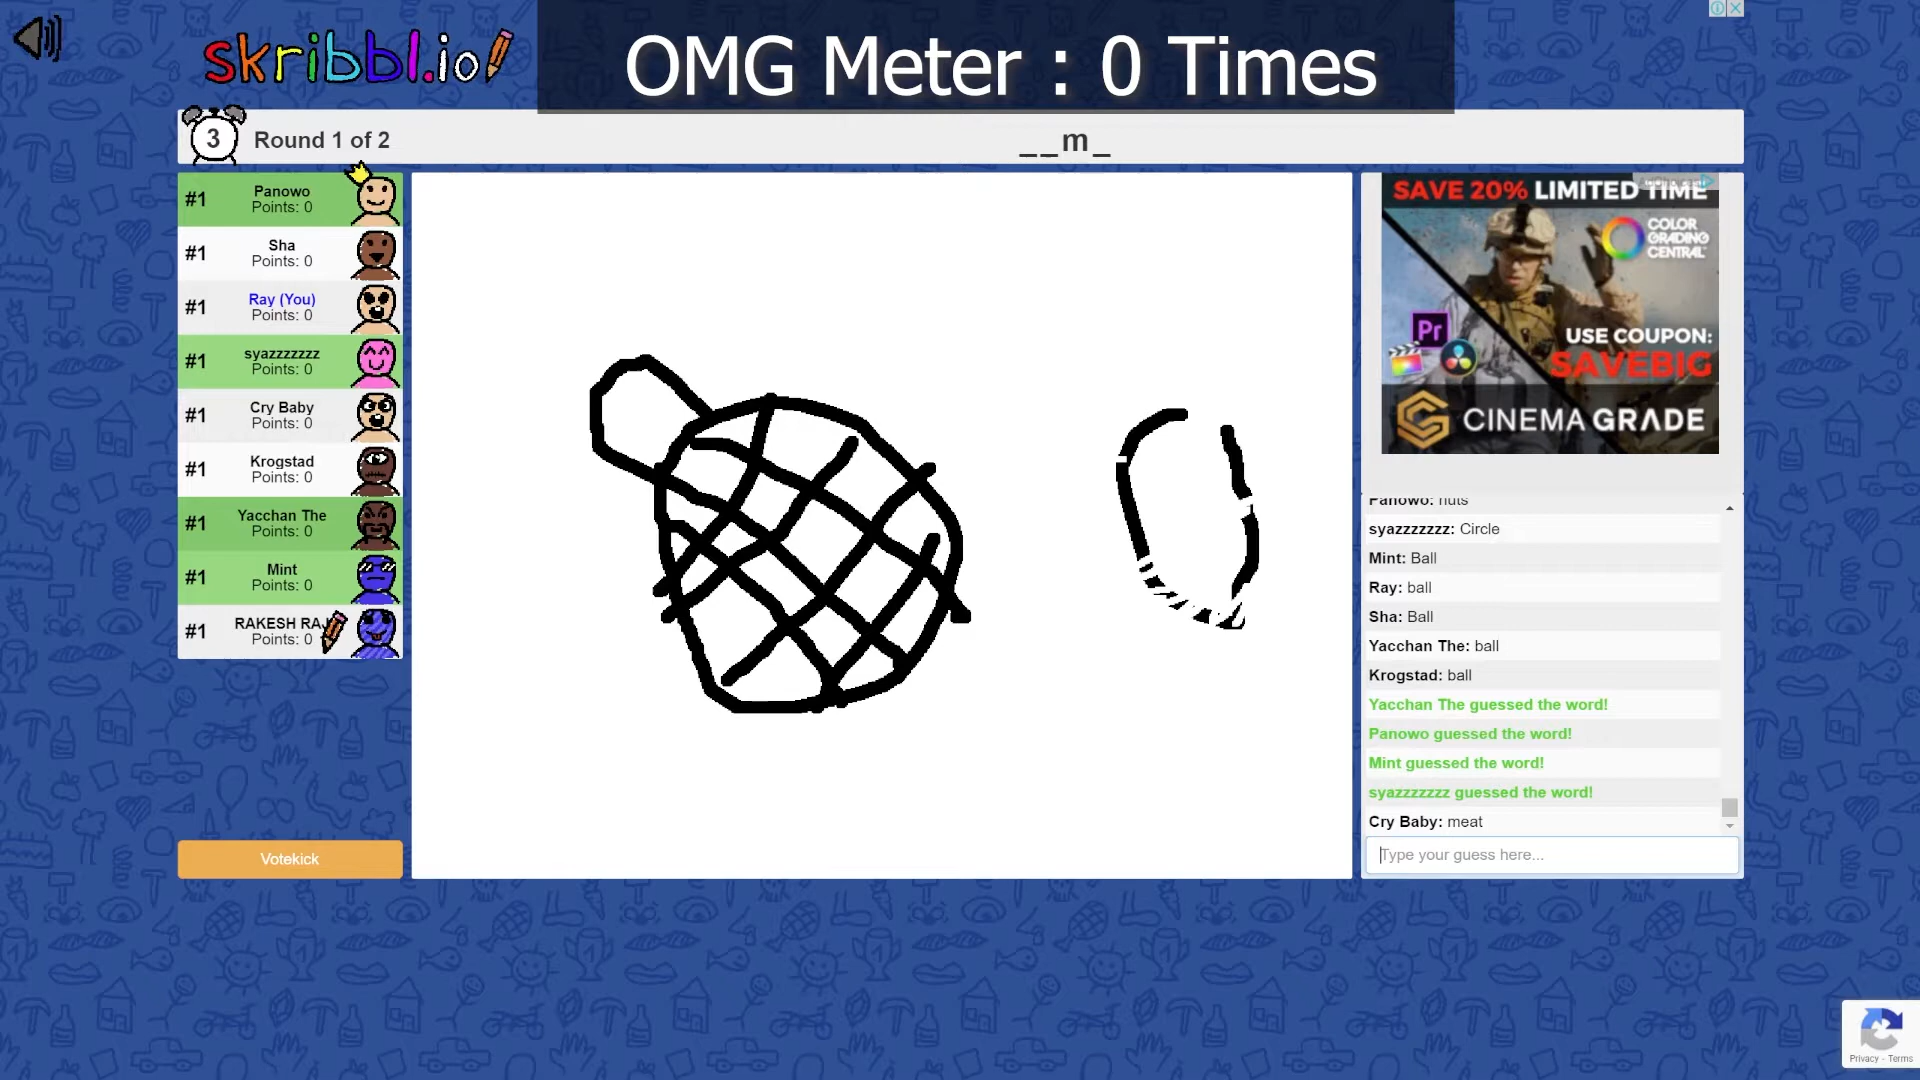 skribbl.io
OMG Meter : 0 Times
3
Round 1 of 2
__m_
#1
Panowo
Points: 0
#1
Sha
Points: 0
#1
Ray (You)
Points: 0
#1
syazzzzzzz
Points: 0
#1
Cry Baby
Points: 0
#1
Krogstad
Points: 0
#1
Yacchan The
Points: 0
#1
Mint
Points: 0
#1
RAKESH RAJ
Points: 0
Votekick
SAVE 20% LIMITED TIME
COLOR
GRADING
CENTRAL
Pr
USE COUPON:
SAVEBIG
CINEMA GRADE
Panowo: nuts
syazzzzzzz: Circle
Mint: Ball
Ray: ball
Sha: Ball
Yacchan The: ball
Krogstad: ball
Yacchan The guessed the word!
Panowo guessed the word!
Mint guessed the word!
syazzzzzzz guessed the word!
Cry Baby: meat
Type your guess here...
Privacy - Terms